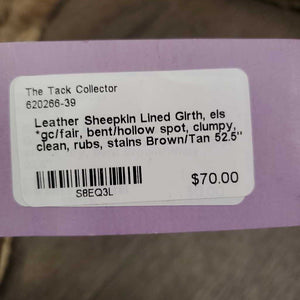 The Tack Collector
620266-39
Leather Sheepkin Lined Girth, els
*gc/fair, bent/hollow spot, clumpy,
clean, rubs, stains Brown/Tan 52.5"
S8EQ3L
$70.00